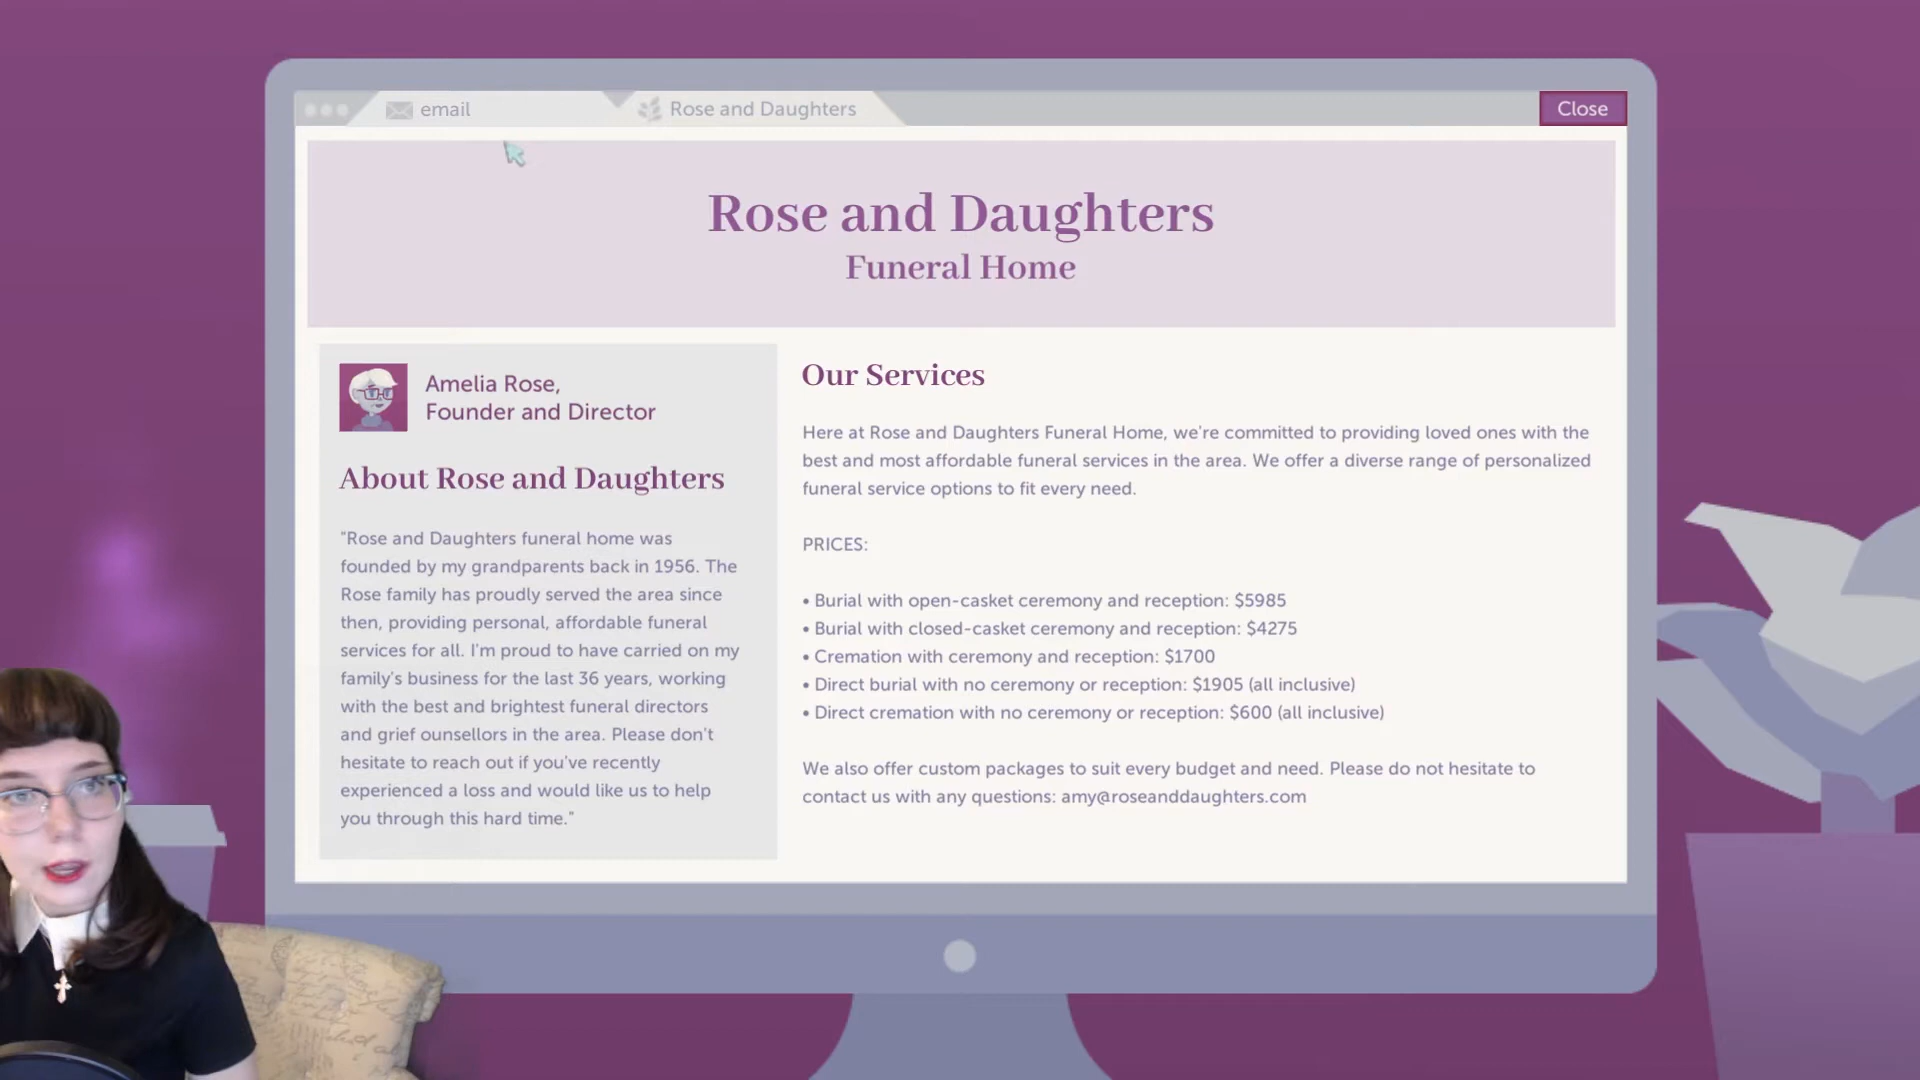 email
Rose and Daughters
Close
Rose and Daughters
Funeral Home
Amelia Rose,
Founder and Director
About Rose and Daughters
"Rose and Daughters funeral home was
founded by my grandparents back in 1956. The
Rose family has proudly served the area since
then, providing personal, affordable funeral
services for all. I'm proud to have carried on my
family's business for the last 36 years, working
with the best and brightest funeral directors
and grief ounsellors in the area. Please don't
hesitate to reach out if you've recently
experienced a loss and would like us to help
you through this hard time."
Our Services
Here at Rose and Daughters Funeral Home, we're committed to providing loved ones with the
best and most affordable funeral services in the area. We offer a diverse range of personalized
funeral service options to fit every need.
PRICES:
• Burial with open-casket ceremony and reception: $5985
• Burial with closed-casket ceremony and reception: $4275
• Cremation with ceremony and reception: $1700
• Direct burial with no ceremony or reception: $1905 (all inclusive)
• Direct cremation with no ceremony or reception: $600 (all inclusive)
We also offer custom packages to suit every budget and need. Please do not hesitate to
contact us with any questions: amy@roseanddaughters.com